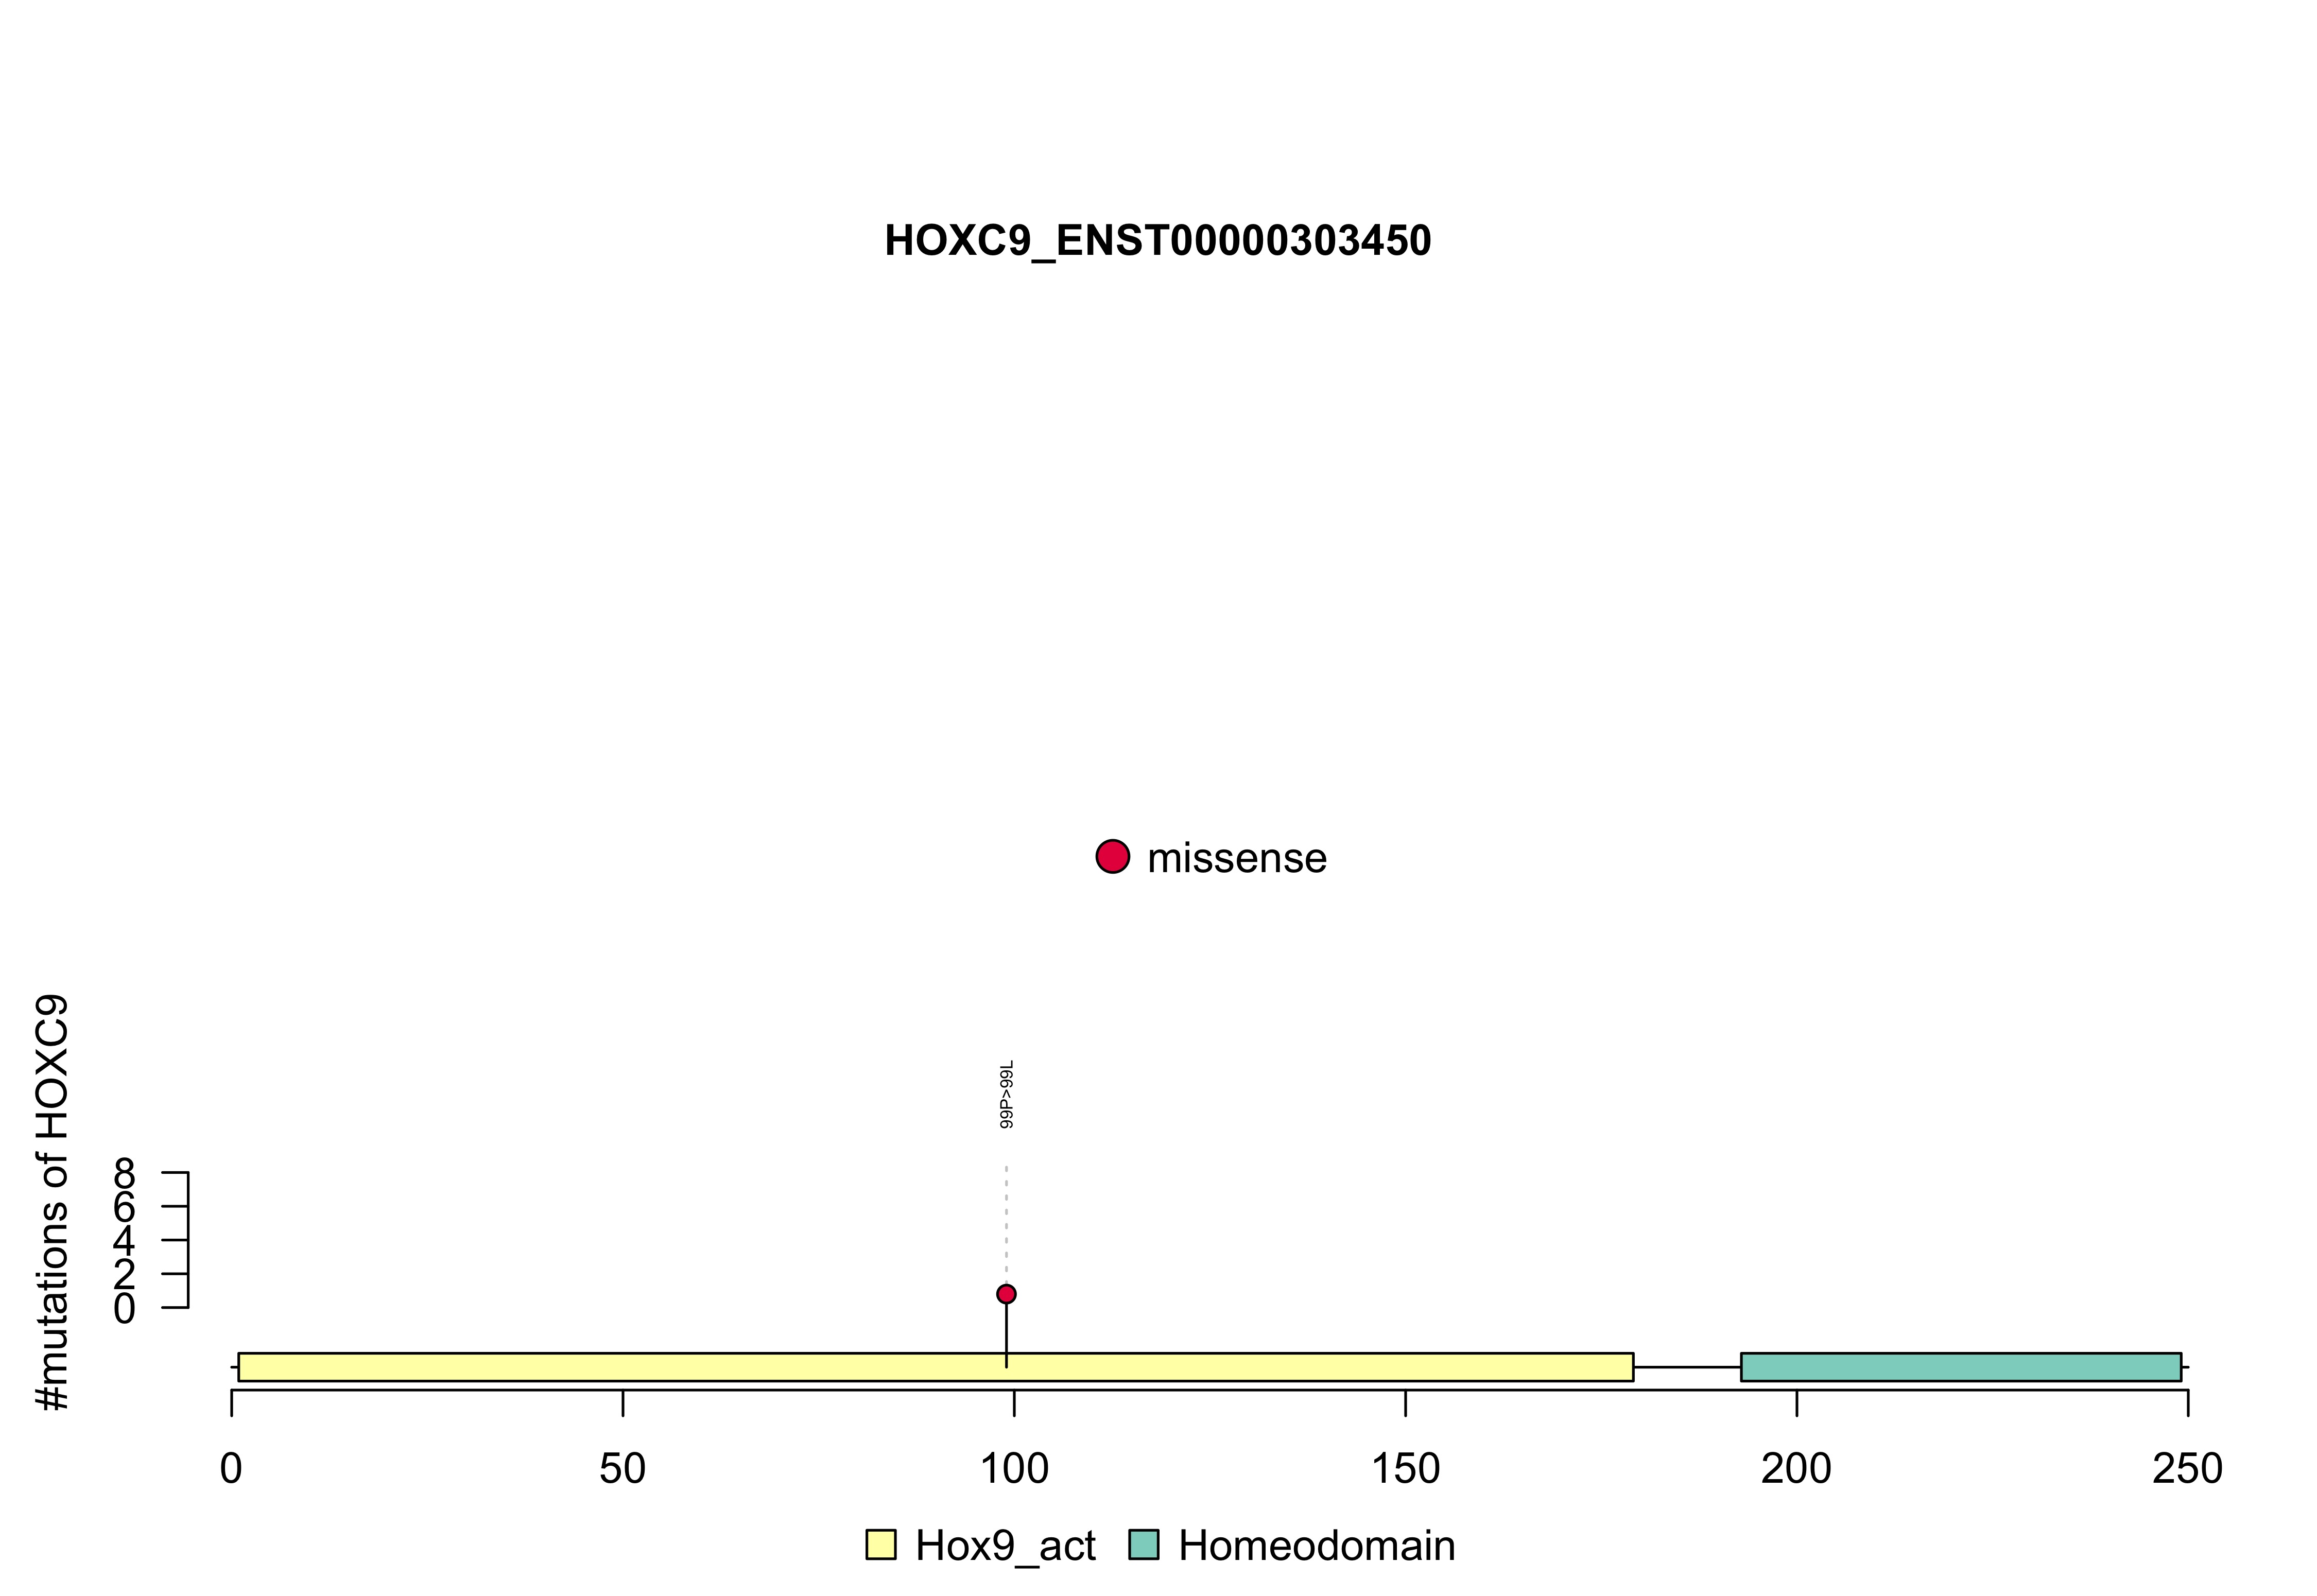 HOXC9_ENST00000303450
missense
#mutations of HOXC9
99P>99L
8
6
4
2
0
0 50 100 150 200 250
Hox9_act Homeodomain